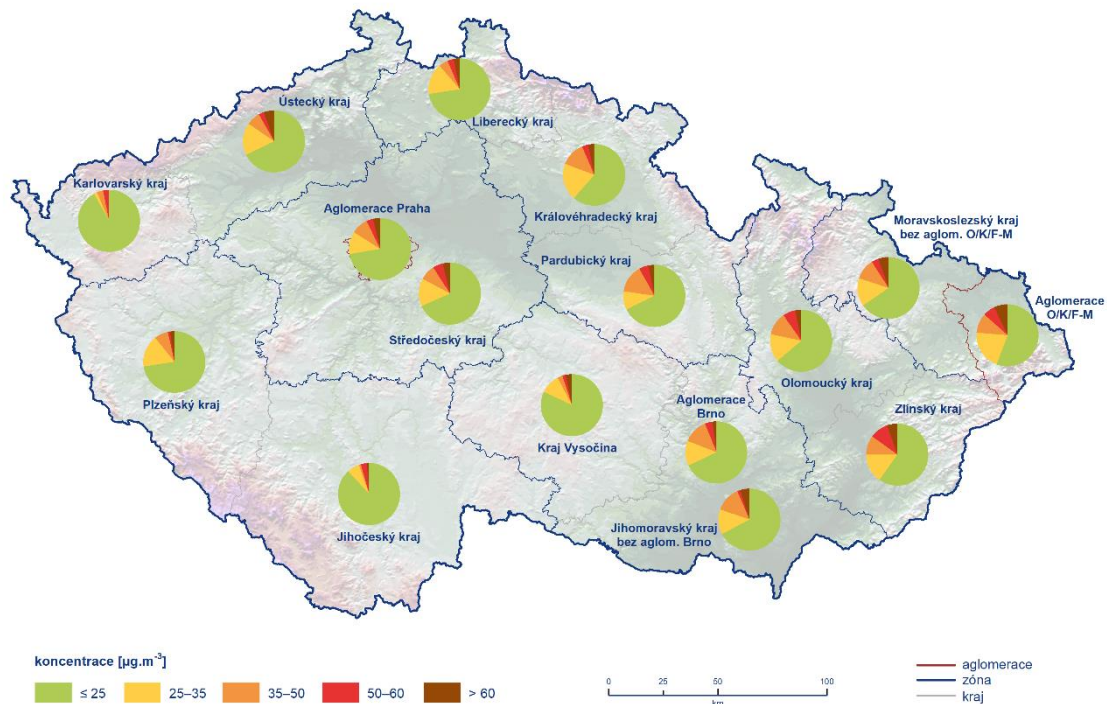 Ústecký kraj
Liberecký kraj
Karlovarský kraj
Aglomerace Praha
Královéhradecký kraj
Moravskoslezský kraj
bez aglom. O/K/F-M
Pardubický kraj
Aglomerace
O/K/F-M
Středočeský kraj
Olomoucký kraj
Plzeňský kraj
Aglomerace
Brno
Zlínský kraj
Kraj Vysočina
Jihočeský kraj
Jihomoravský kraj
bez aglom. Brno
koncentrace [µg.m⁻³]
≤ 25
25–35
35–50
50–60
> 60
0 25 50 100
km
aglomerace
zóna
kraj